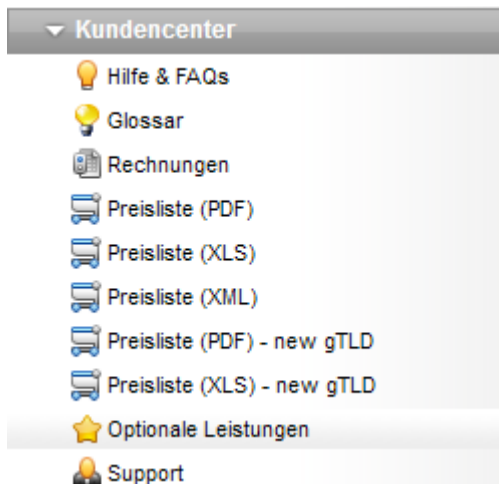 Kundencenter
Hilfe & FAQs
Glossar
Rechnungen
Preisliste (PDF)
Preisliste (XLS)
Preisliste (XML)
Preisliste (PDF) - new gTLD
Preisliste (XLS) - new gTLD
Optionale Leistungen
Support